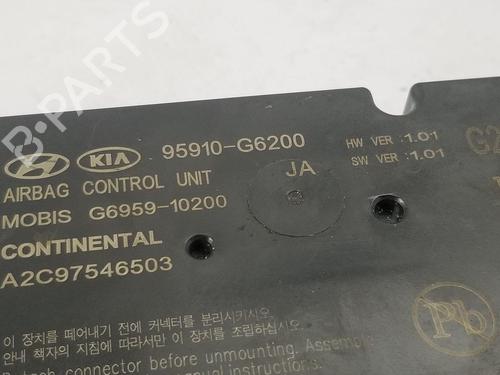 KIA 95910-G6200 HW VER : 1.01
SW VER : 1.01
JA
AIRBAG CONTROL UNIT
MOBIS G6959-10200
CONTINENTAL
A2C97546503
이 장치를 떼어내기 전에 커넥터를 분리시키시오.
안내 책자의 지침에 따라서만 이 장치를 조립하십시오
connector before unmounting.
manual instructions.
Pb
B-Parts